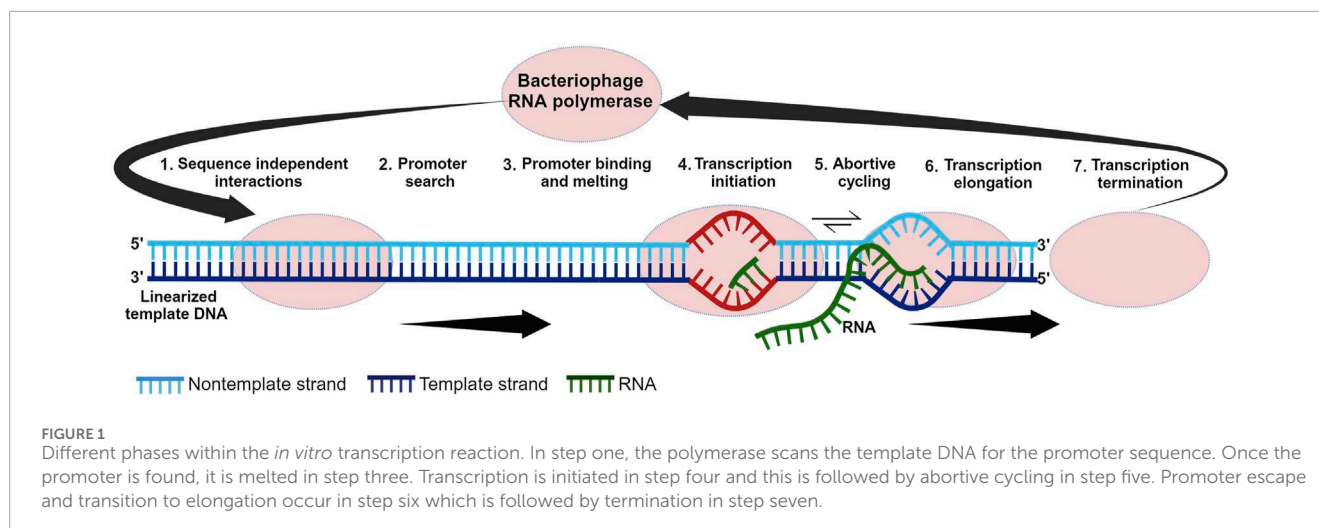 Bacteriophage
RNA polymerase
1. Sequence independent
interactions
2. Promoter
search
3. Promoter binding
and melting
4. Transcription
initiation
5. Abortive
cycling
6. Transcription
elongation
7. Transcription
termination
5'
3'
3'
5'
Linearized
template DNA
RNA
Nontemplate strand
Template strand
RNA
FIGURE 1
Different phases within the in vitro transcription reaction. In step one, the polymerase scans the template DNA for the promoter sequence. Once the
promoter is found, it is melted in step three. Transcription is initiated in step four and this is followed by abortive cycling in step five. Promoter escape
and transition to elongation occur in step six which is followed by termination in step seven.